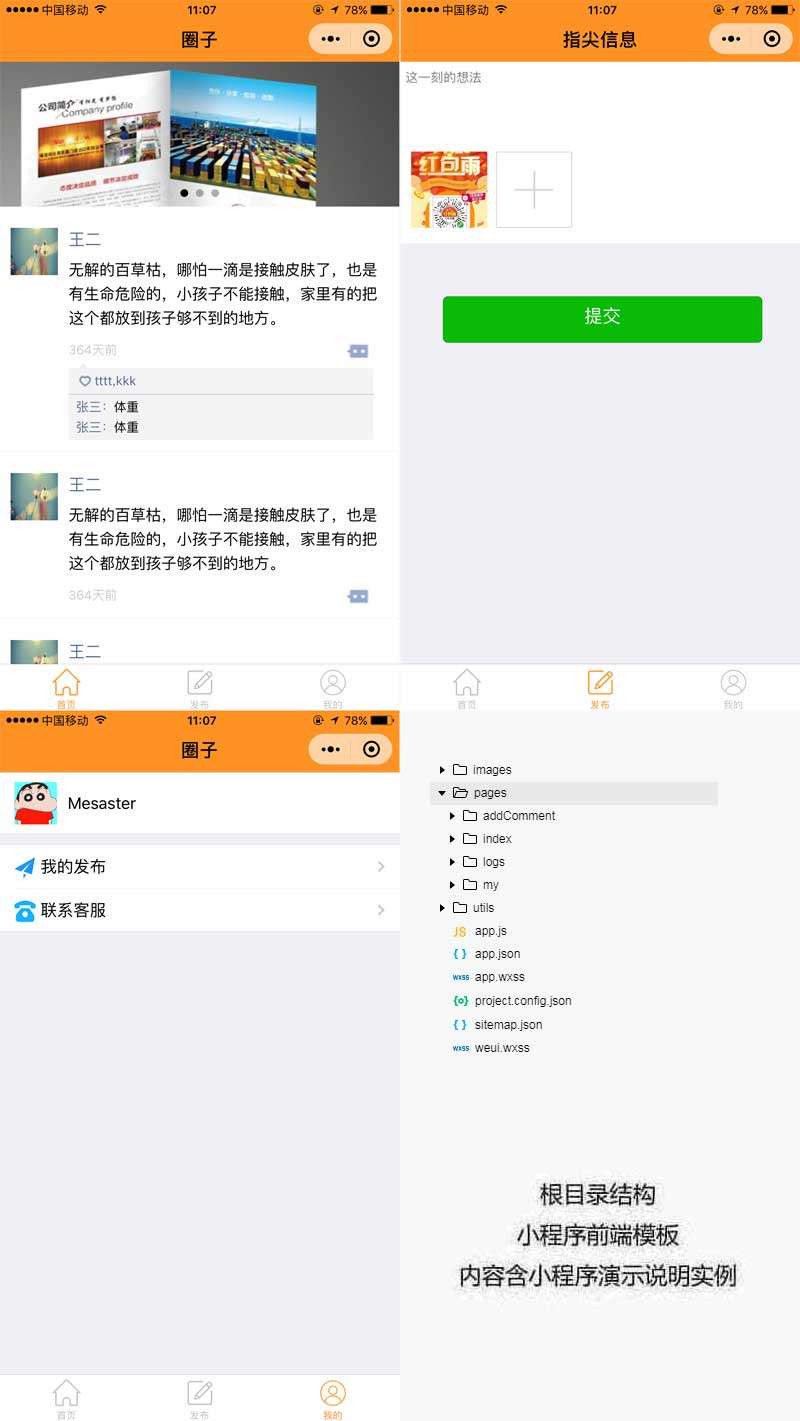 中国移动 11:07 78%
圈子
公司简介
Company profile
态度决定品质 细节决定成败
王二
无解的百草枯，哪怕一滴是接触皮肤了，也是
有生命危险的，小孩子不能接触，家里有的把
这个都放到孩子够不到的地方。
364天前
tttt,kkk
张三：体重
张三：体重
王二
无解的百草枯，哪怕一滴是接触皮肤了，也是
有生命危险的，小孩子不能接触，家里有的把
这个都放到孩子够不到的地方。
364天前
王二
首页 发布 我的
中国移动 11:07 78%
指尖信息
这一刻的想法
红包雨
提交
首页 发布 我的
中国移动 11:07 78%
圈子
Mesaster
我的发布
联系客服
首页 发布 我的
images
pages
addComment
index
logs
my
utils
JS app.js
{ } app.json
wxss app.wxss
{o} project.config.json
{ } sitemap.json
wxss weui.wxss
根目录结构
小程序前端模板
内容含小程序演示说明实例